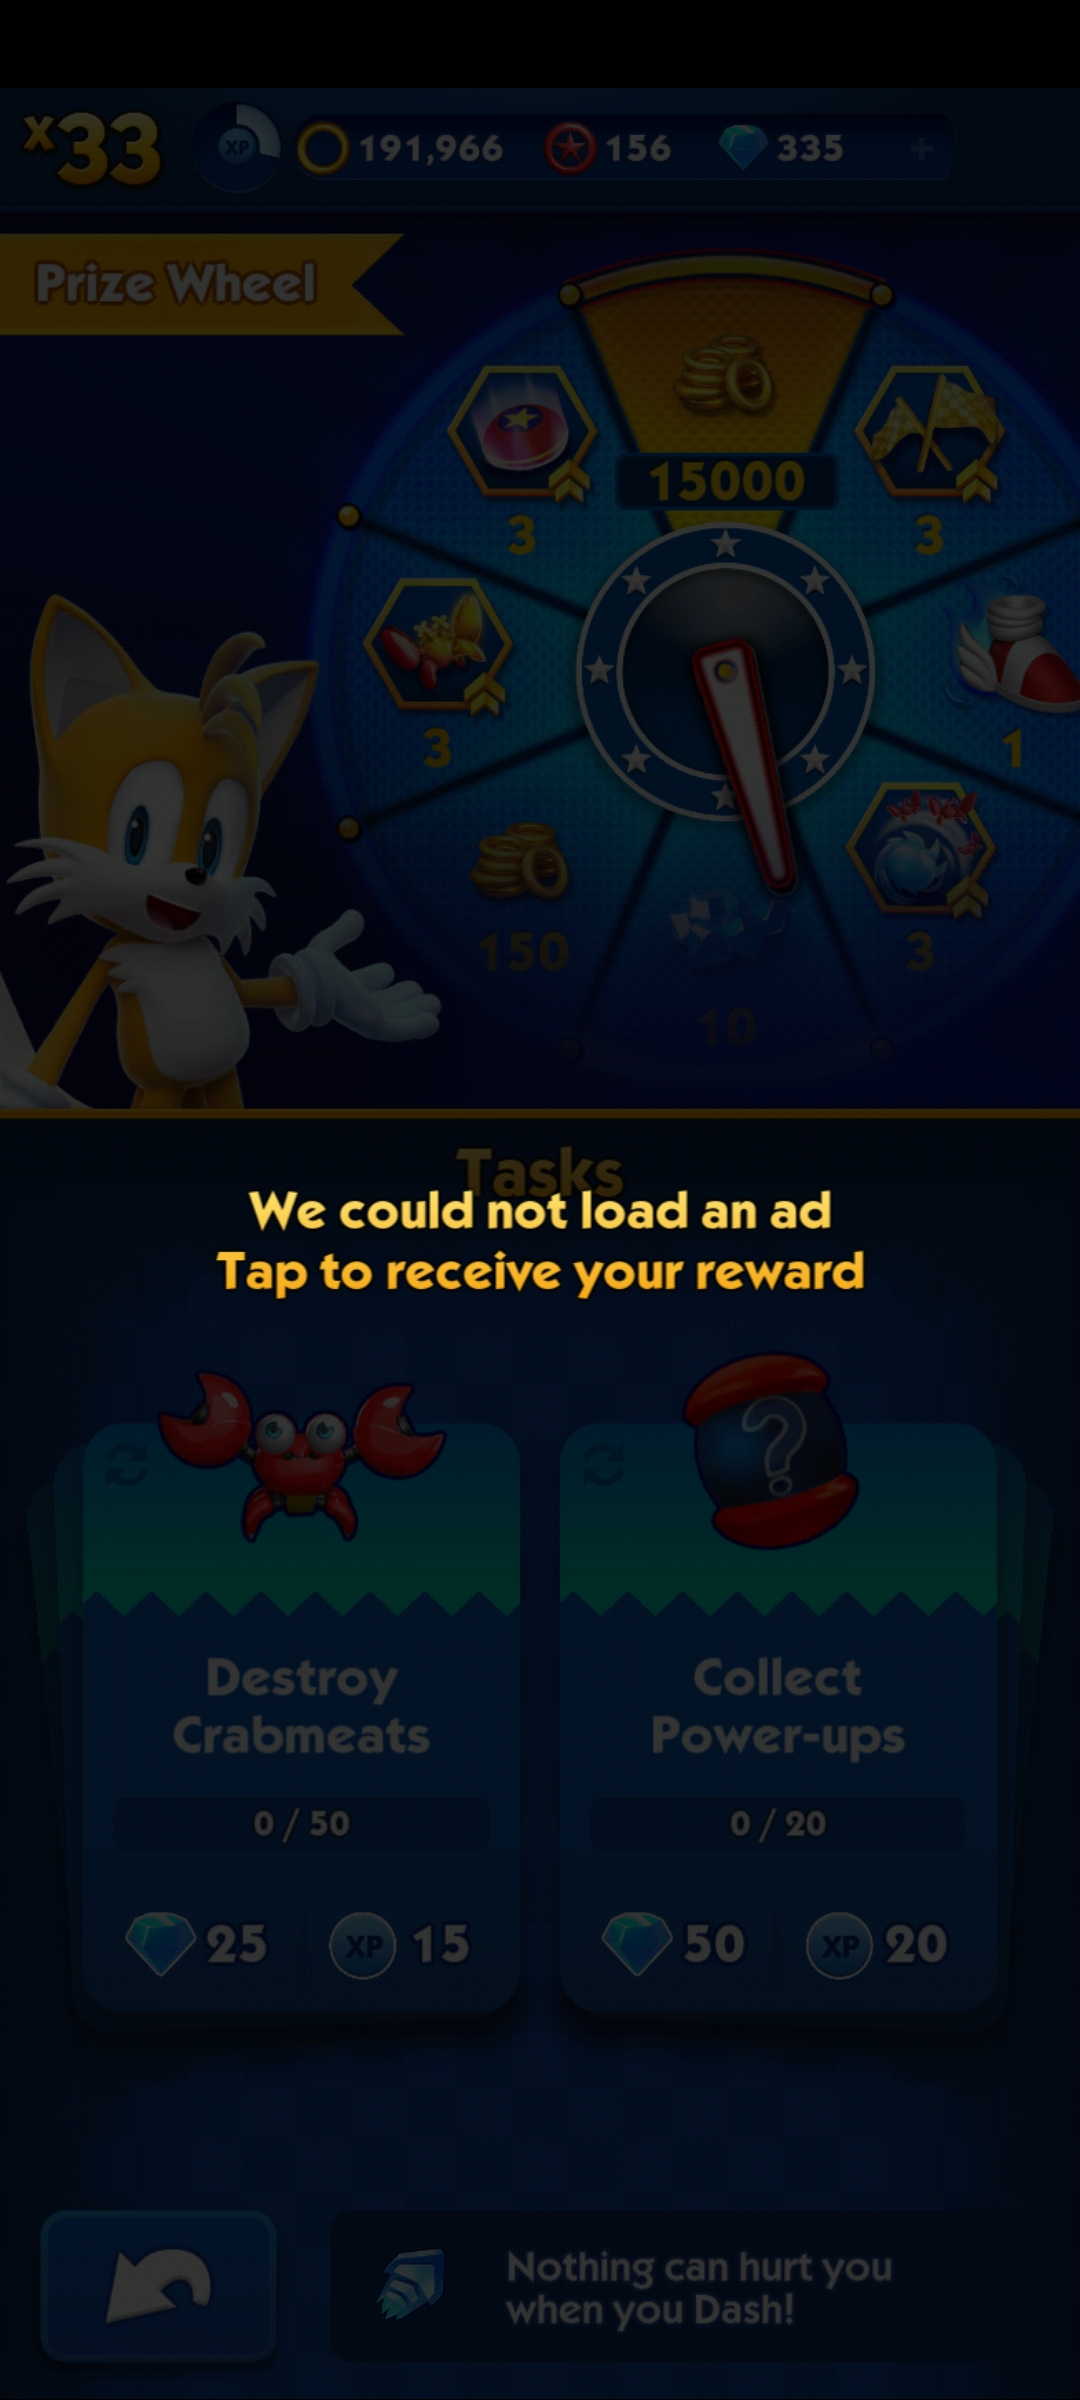 x33 XP 191,966 156 335 +
Prize Wheel
15000
3
3
3
1
150
3
10
Tasks
We could not load an ad
Tap to receive your reward
?
Destroy
Crabmeats
0 / 50
25 XP 15
Collect
Power-ups
0 / 20
50 XP 20
Nothing can hurt you
when you Dash!